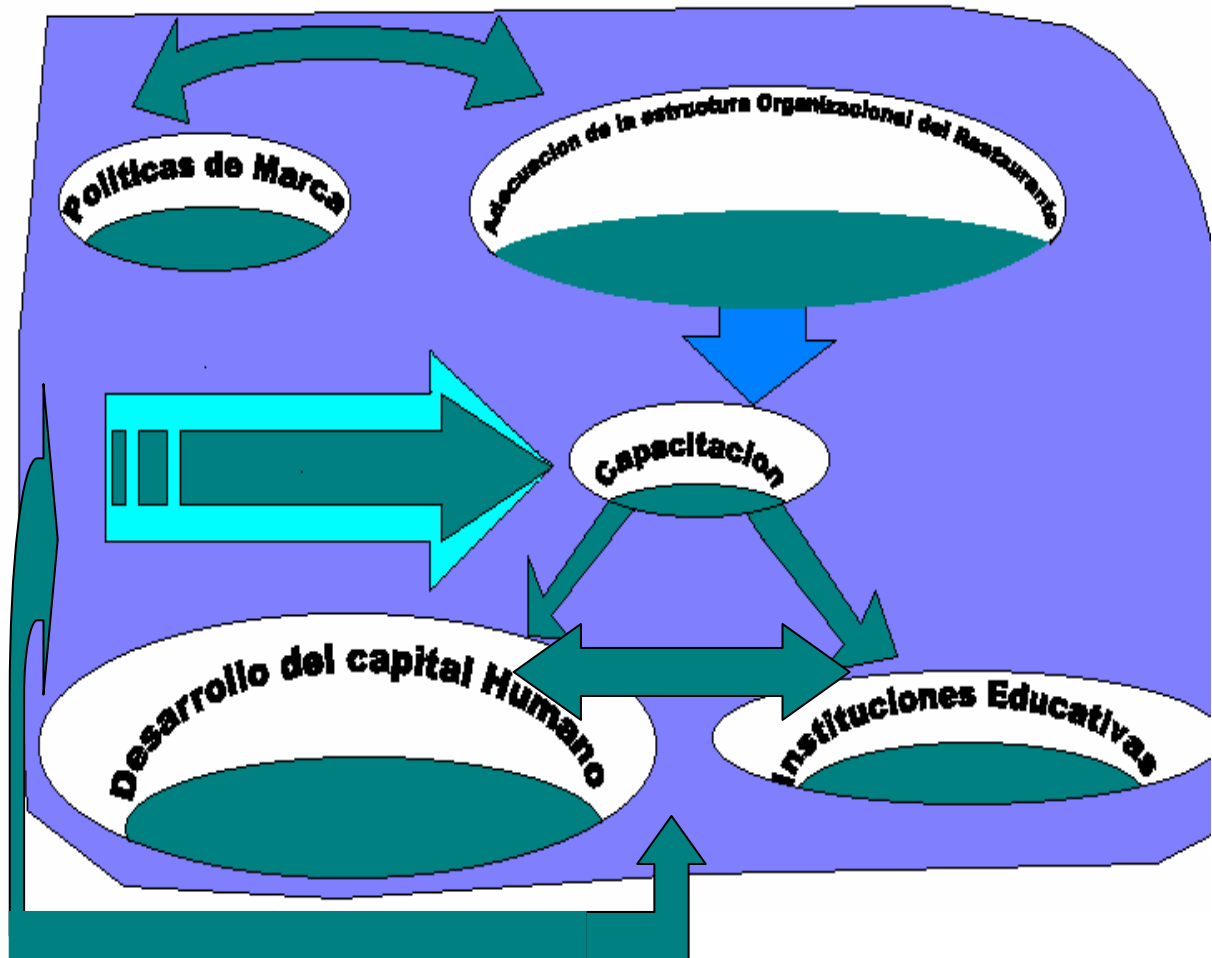 Politicas de Marca
Adecuacion de la estructura Organizacional del Restaurante
Capacitacion
Desarrollo del capital Humano
Instituciones Educativas